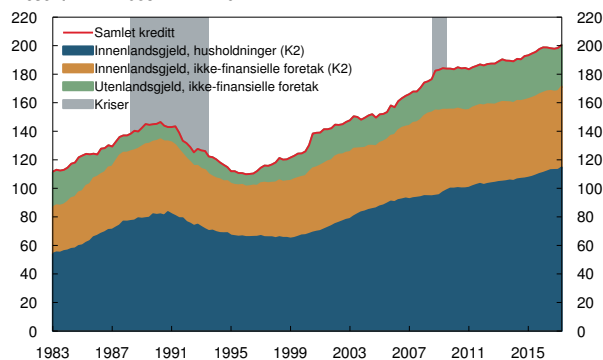 220 220
200 200
180 180
160 160
140 140
120 120
100 100
80 80
60 60
40 40
20 20
0 0
Samlet kreditt
Innenlandsgjeld, husholdninger (K2)
Innenlandsgjeld, ikke-finansielle foretak (K2)
Utenlandsgjeld, ikke-finansielle foretak
Kriser
1983 1987 1991 1995 1999 2003 2007 2011 2015